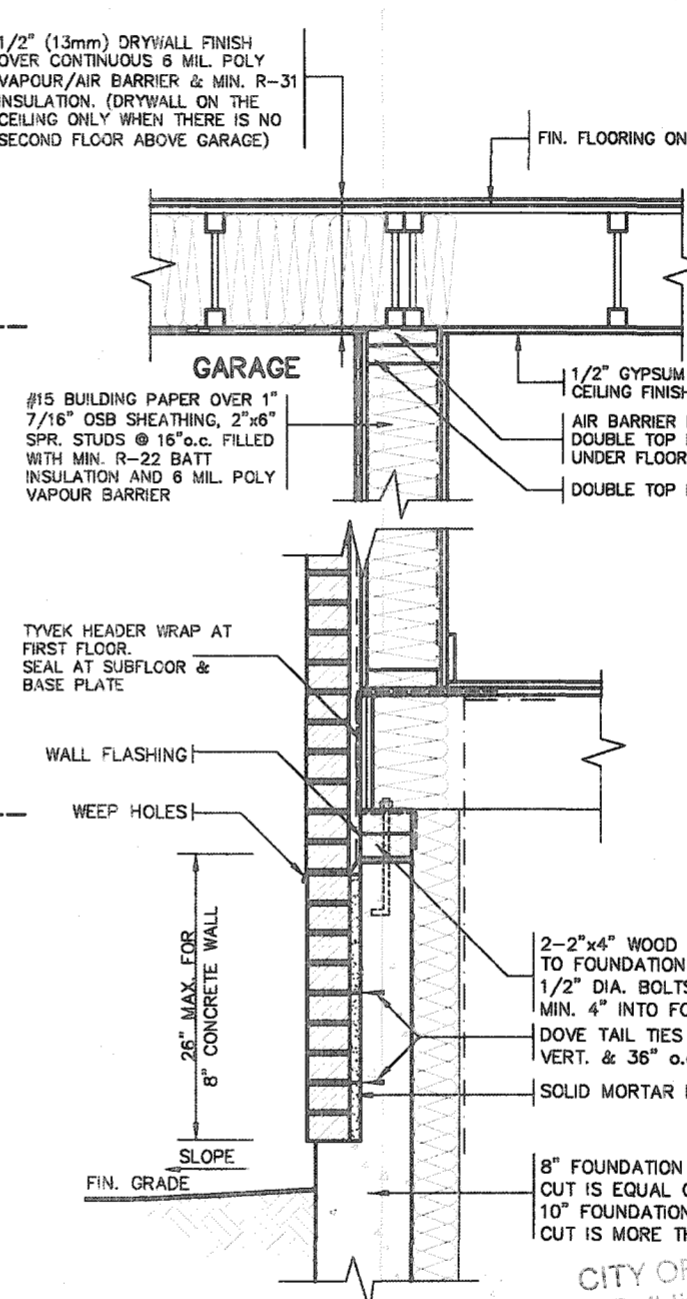 1/2" (13mm) DRYWALL FINISH
OVER CONTINUOUS 6 MIL. POLY
VAPOUR/AIR BARRIER & MIN. R-31
INSULATION. (DRYWALL ON THE
CEILING ONLY WHEN THERE IS NO
SECOND FLOOR ABOVE GARAGE)
FIN. FLOORING ON
GARAGE
#15 BUILDING PAPER OVER 1"
7/16" OSB SHEATHING, 2"x6"
SPR. STUDS @ 16"o.c. FILLED
WITH MIN. R-22 BATT
INSULATION AND 6 MIL. POLY
VAPOUR BARRIER
1/2" GYPSUM
CEILING FINISH
AIR BARRIER
DOUBLE TOP
UNDER FLOOR
DOUBLE TOP
TYVEK HEADER WRAP AT
FIRST FLOOR.
SEAL AT SUBFLOOR &
BASE PLATE
WALL FLASHING
WEEP HOLES
26" MAX. FOR
8" CONCRETE WALL
2-2"x4" WOOD
TO FOUNDATION
1/2" DIA. BOLTS
MIN. 4" INTO FO
DOVE TAIL TIES
VERT. & 36" o.c
SOLID MORTAR
SLOPE
FIN. GRADE
8" FOUNDATION
CUT IS EQUAL
10" FOUNDATION
CUT IS MORE TH
CITY OF